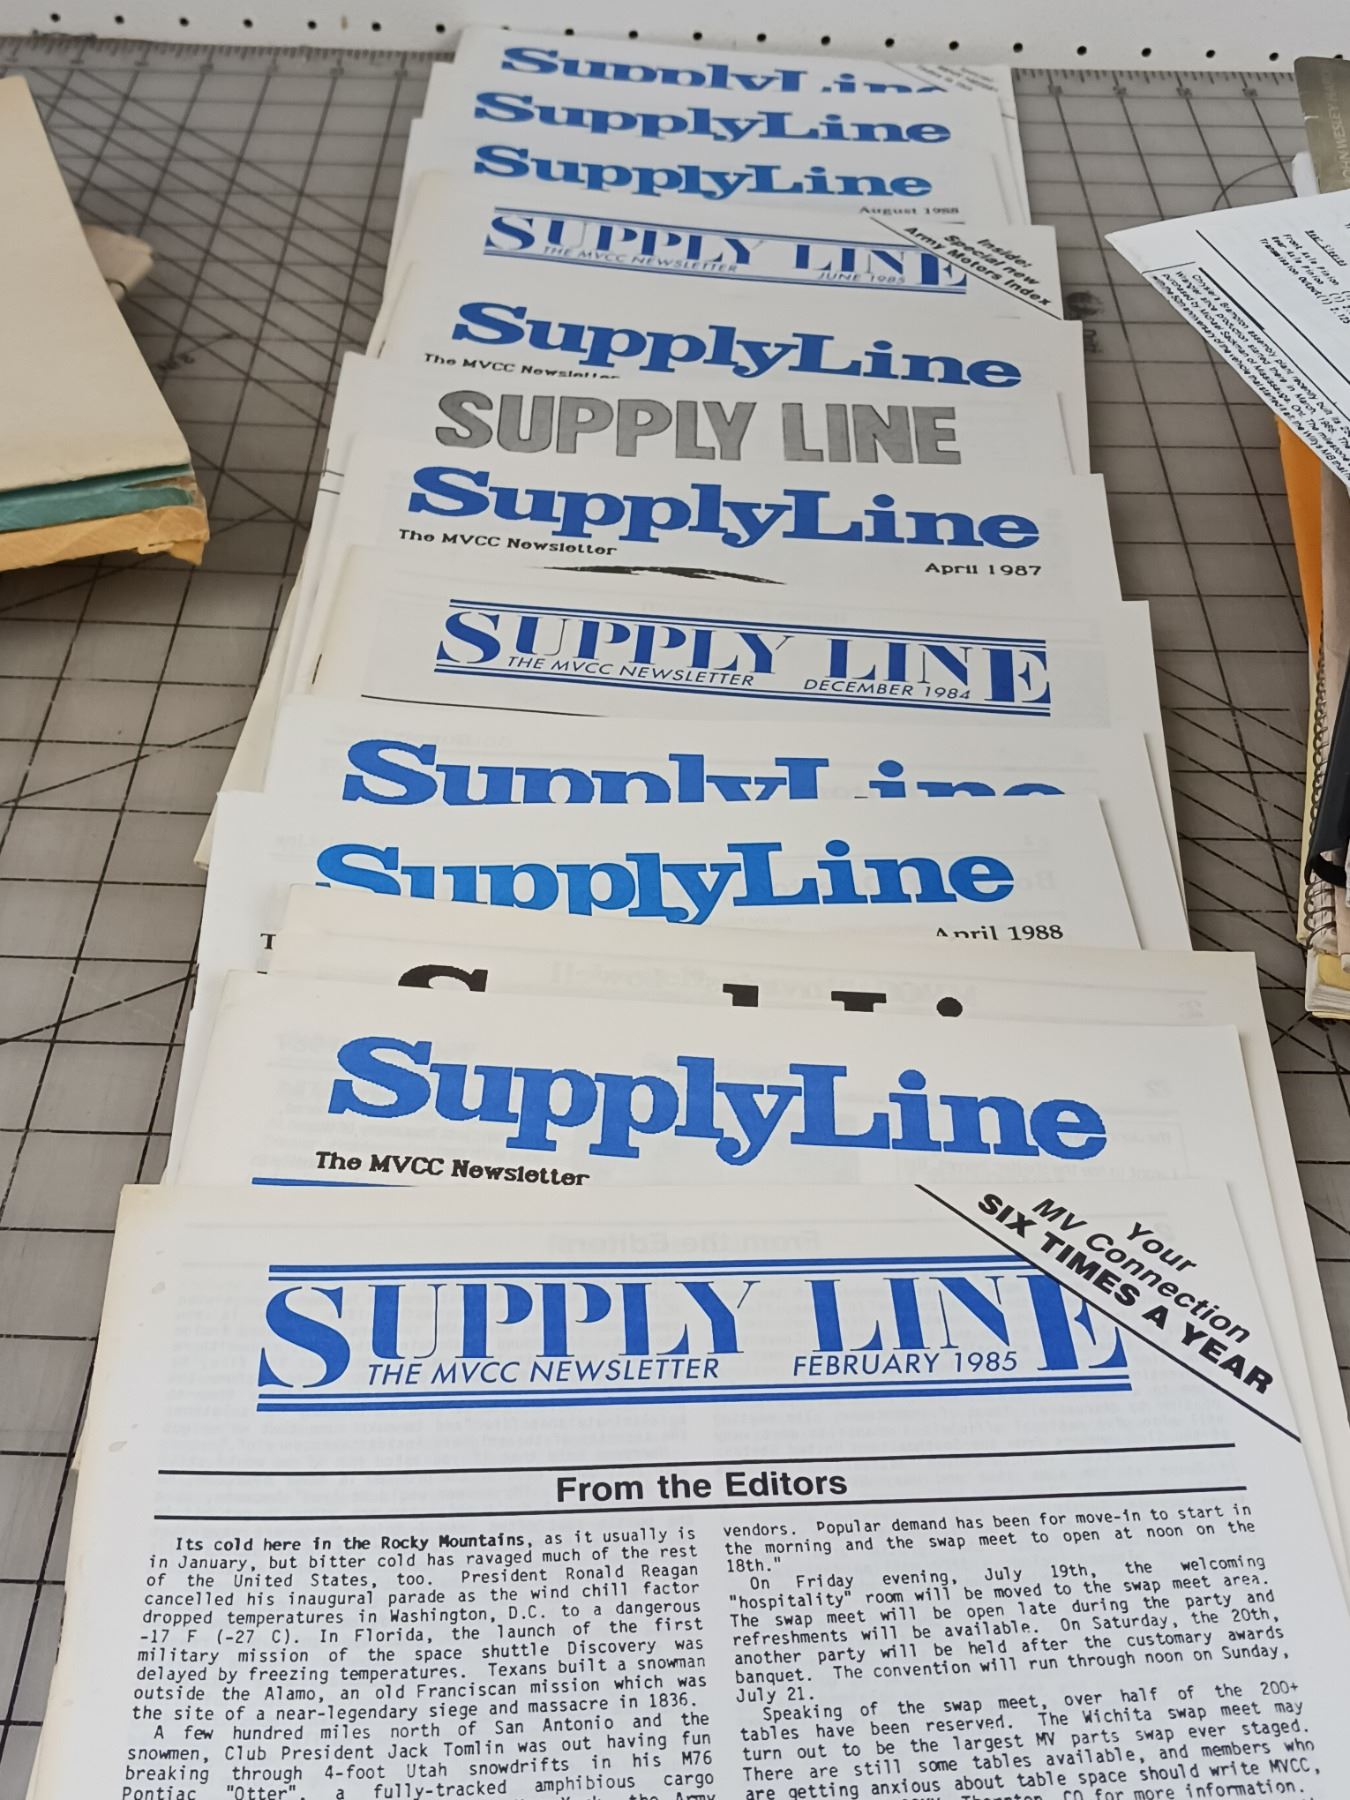 SupplyLine
SupplyLine
SupplyLine
August 1988
SUPPLY LINE
THE MVCC NEWSLETTER JUNE 1985
Inside:
Special new
Army Motors Index
SupplyLine
The MVCC Newsletter
SUPPLY LINE
SupplyLine
The MVCC Newsletter
April 1987
SUPPLY LINE
THE MVCC NEWSLETTER DECEMBER 1984
SupplyLine
SupplyLine
April 1988
SupplyLine
The MVCC Newsletter
Your
MV Connection
SIX TIMES A YEAR
SUPPLY LINE
THE MVCC NEWSLETTER FEBRUARY 1985
From the Editors
Its cold here in the Rocky Mountains, as it usually is
in January, but bitter cold has ravaged much of the rest
of the United States, too. President Ronald Reagan
cancelled his inaugural parade as the wind chill factor
dropped temperatures in Washington, D.C. to a dangerous
-17 F (-27 C). In Florida, the launch of the first
military mission of the space shuttle Discovery was
delayed by freezing temperatures. Texans built a snowman
outside the Alamo, an old Franciscan mission which was
the site of a near-legendary siege and massacre in 1836.
A few hundred miles north of San Antonio and the
snowmen, Club President Jack Tomlin was out having fun
breaking through 4-foot Utah snowdrifts in his M76
Pontiac "Otter", a fully-tracked amphibious cargo
the Army
vendors. Popular demand has been for move-in to start in
the morning and the swap meet to open at noon on the
18th."
On Friday evening, July 19th, the welcoming
"hospitality" room will be moved to the swap meet area.
The swap meet will be open late during the party and
refreshments will be available. On Saturday, the 20th,
another party will be held after the customary awards
banquet. The convention will run through noon on Sunday,
July 21.
Speaking of the swap meet, over half of the 200+
tables have been reserved. The Wichita swap meet may
turn out to be the largest MV parts swap ever staged.
There are still some tables available, and members who
are getting anxious about table space should write MVCC,
Thornton, CO for more information.